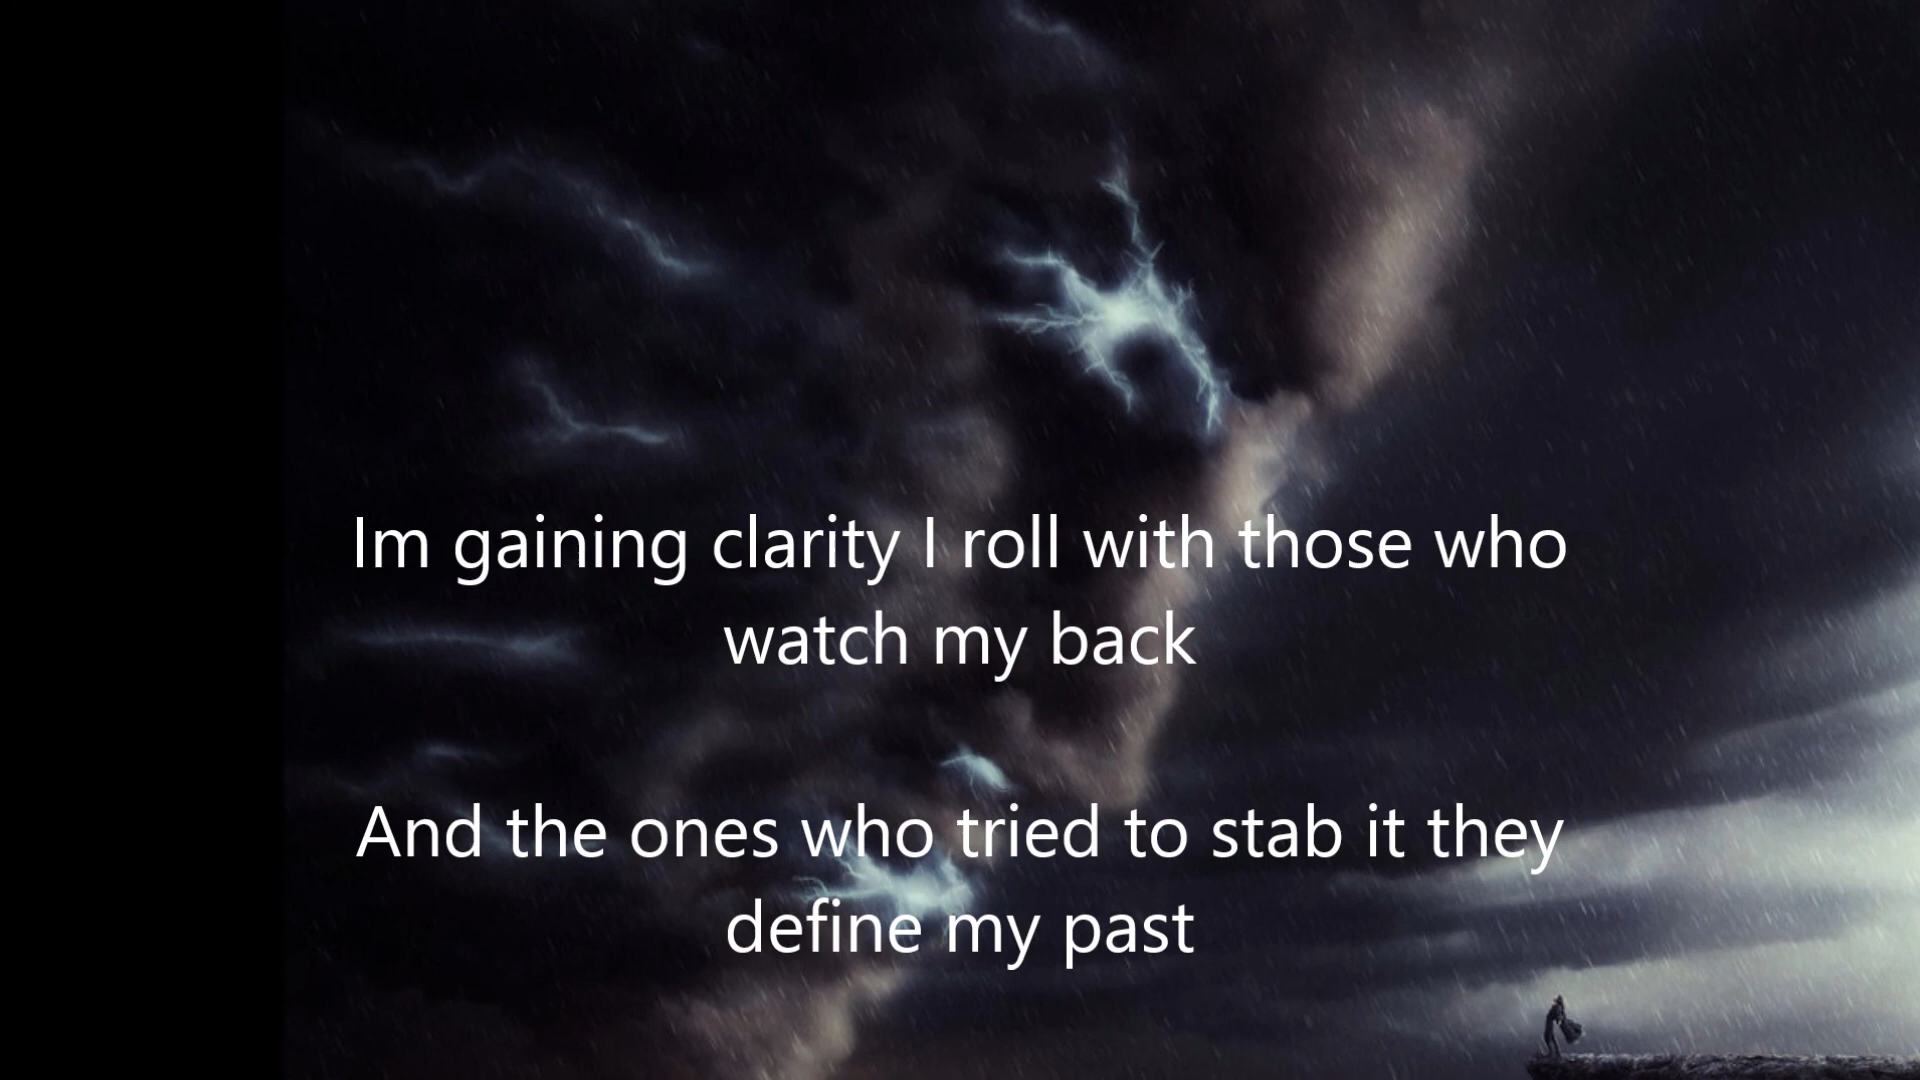 Im gaining clarity I roll with those who
watch my back
And the ones who tried to stab it they
define my past